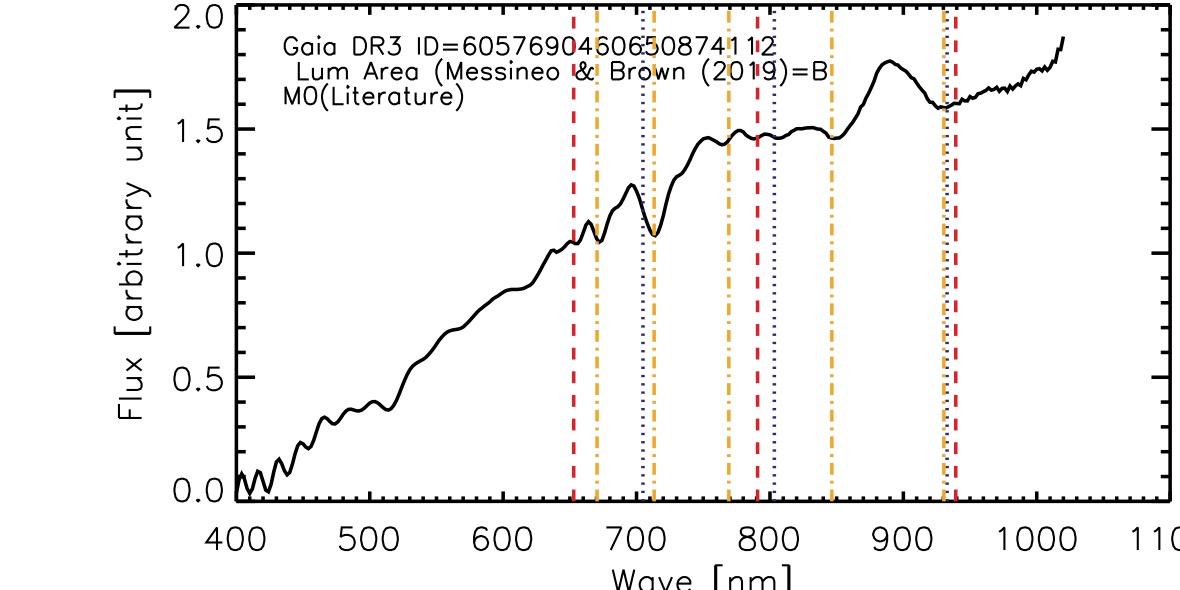 Gaia DR3 ID=6057690460650874112
Lum Area (Messineo & Brown (2019)=B
M0(Literature)
2.0
1.5
1.0
0.5
0.0
Flux [arbitrary unit]
400 500 600 700 800 900 1000 110
Wave [nm]